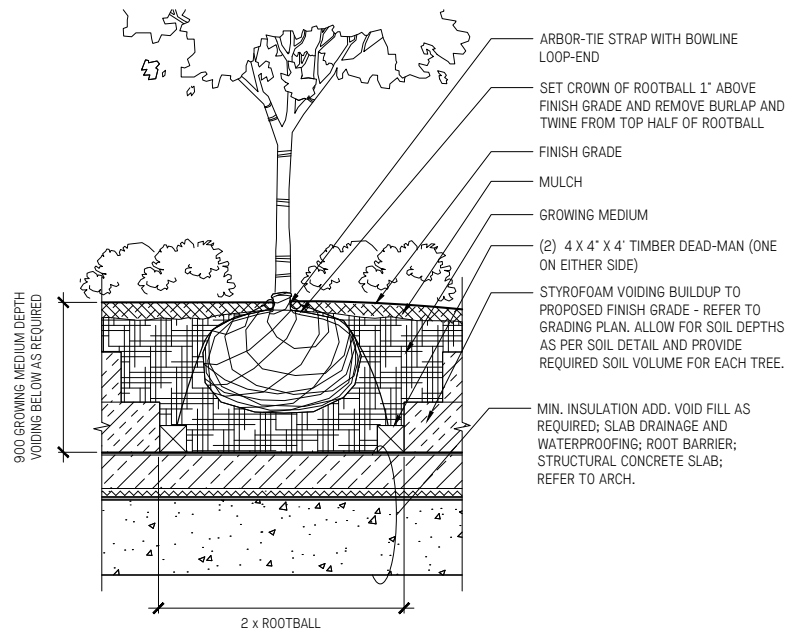 ARBOR-TIE STRAP WITH BOWLINE
LOOP-END
SET CROWN OF ROOTBALL 1" ABOVE
FINISH GRADE AND REMOVE BURLAP AND
TWINE FROM TOP HALF OF ROOTBALL
FINISH GRADE
MULCH
GROWING MEDIUM
(2) 4 X 4" X 4' TIMBER DEAD-MAN (ONE
ON EITHER SIDE)
STYROFOAM VOIDING BUILDUP TO
PROPOSED FINISH GRADE - REFER TO
GRADING PLAN. ALLOW FOR SOIL DEPTHS
AS PER SOIL DETAIL AND PROVIDE
REQUIRED SOIL VOLUME FOR EACH TREE.
MIN. INSULATION ADD. VOID FILL AS
REQUIRED; SLAB DRAINAGE AND
WATERPROOFING; ROOT BARRIER;
STRUCTURAL CONCRETE SLAB;
REFER TO ARCH.
900 GROWING MEDIUM DEPTH
VOIDING BELOW AS REQUIRED
2 x ROOTBALL